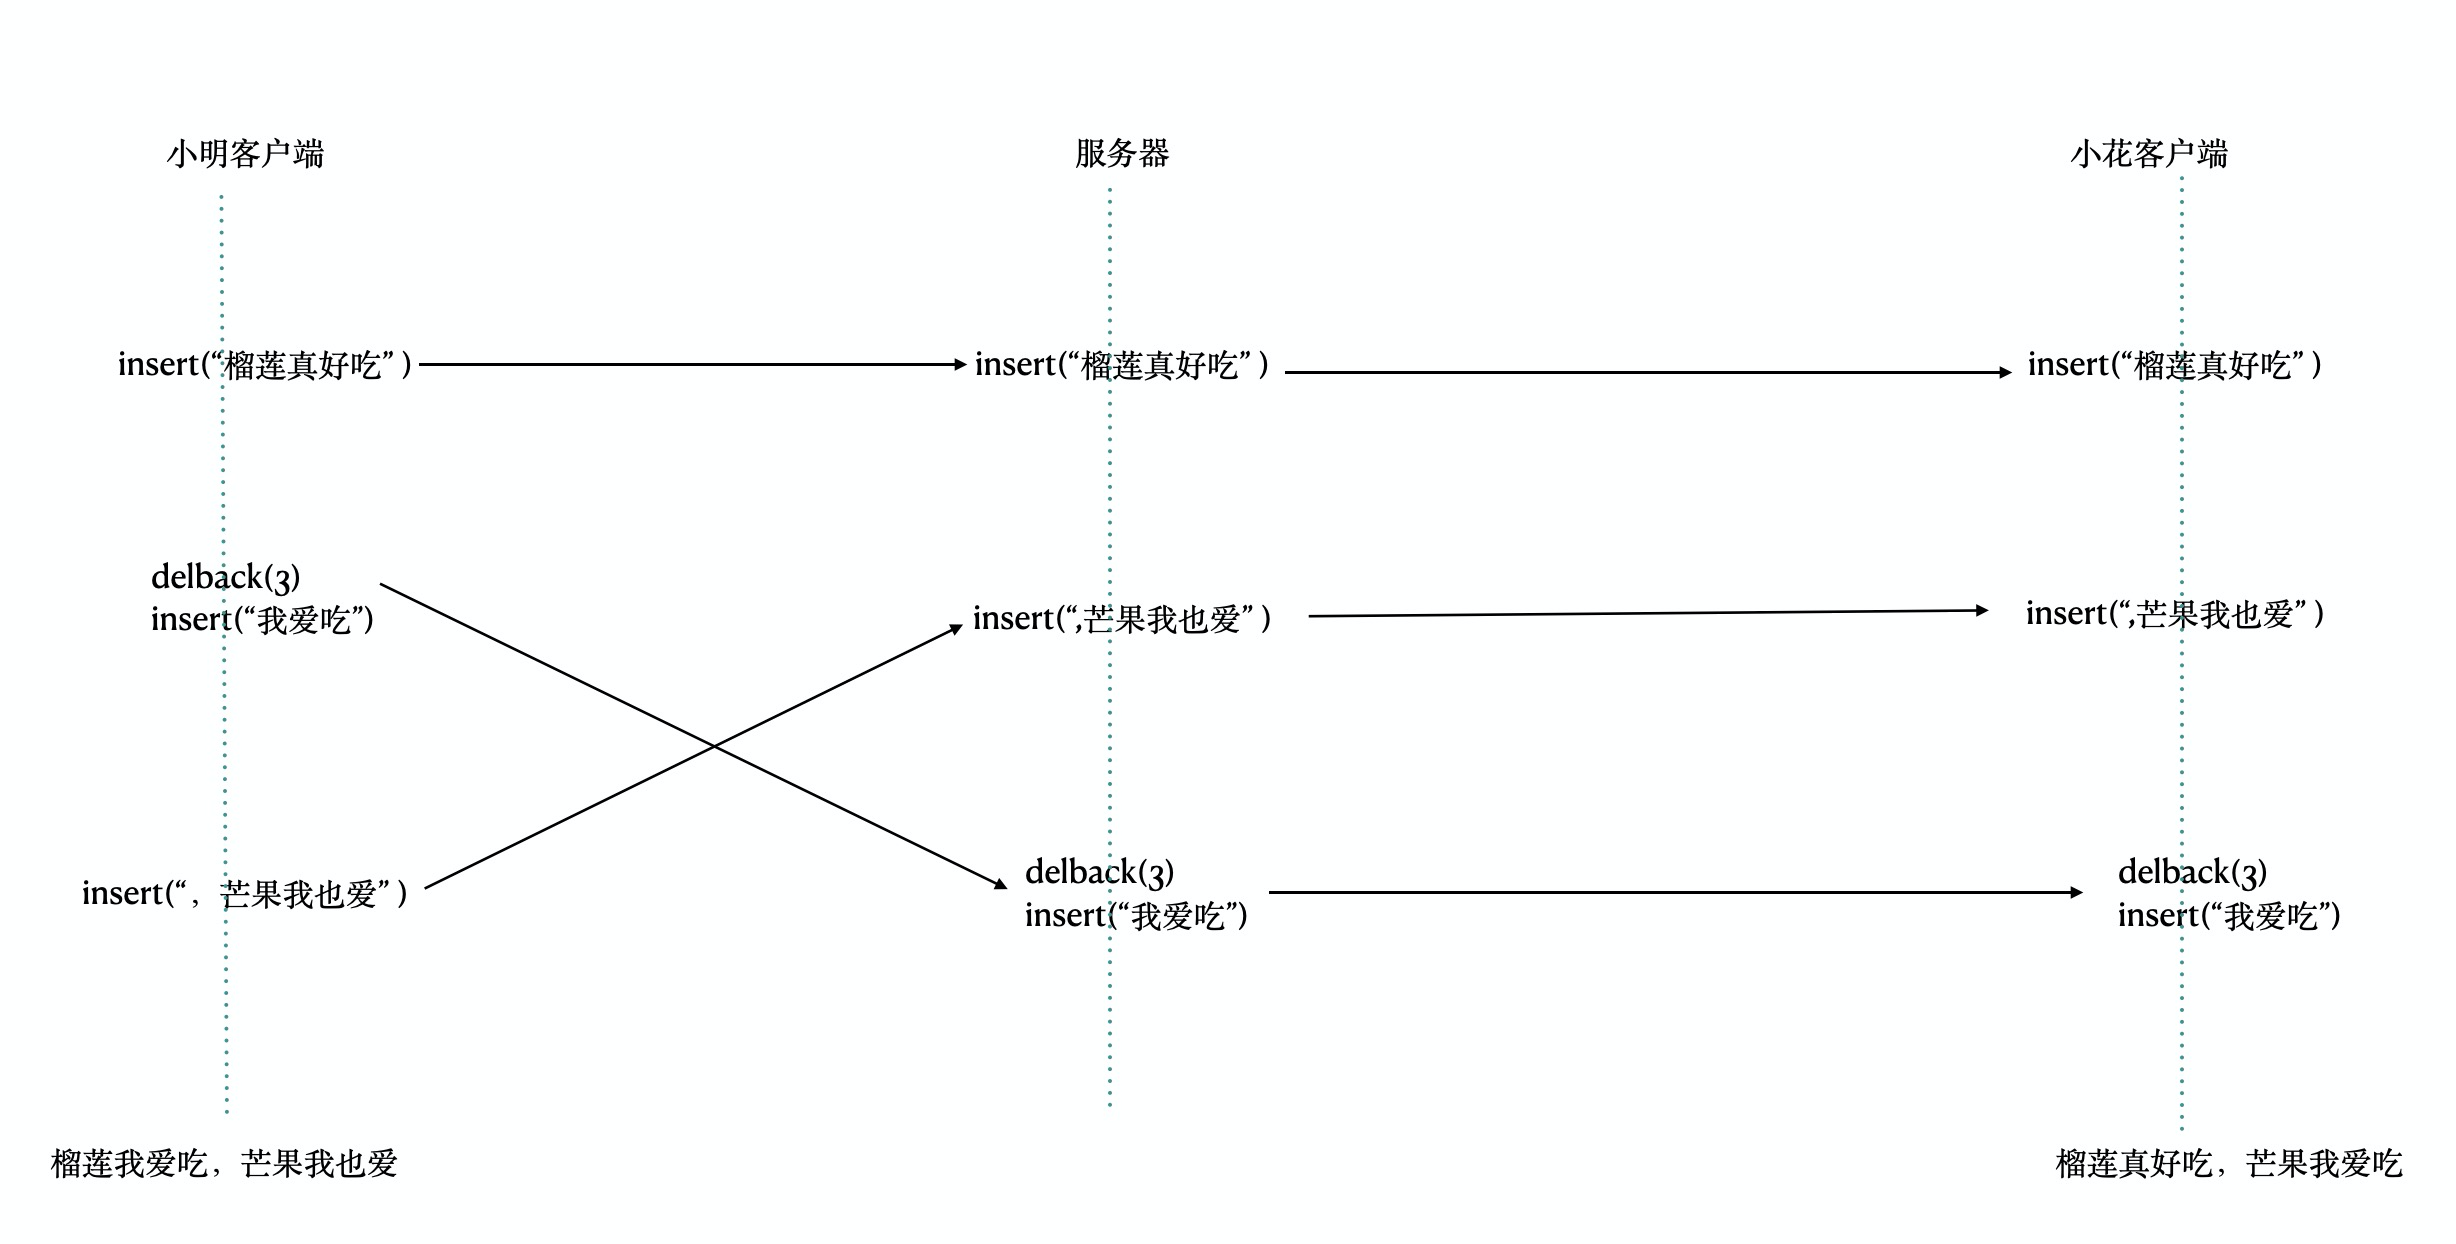 小明客户端
服务器
小花客户端
insert(“榴莲真好吃” )
insert(“榴莲真好吃” )
insert(“榴莲真好吃” )
delback(3)
insert(“我爱吃”)
insert(“,芒果我也爱” )
insert(“,芒果我也爱” )
insert(“，芒果我也爱” )
delback(3)
insert(“我爱吃”)
delback(3)
insert(“我爱吃”)
榴莲我爱吃，芒果我也爱
榴莲真好吃，芒果我爱吃